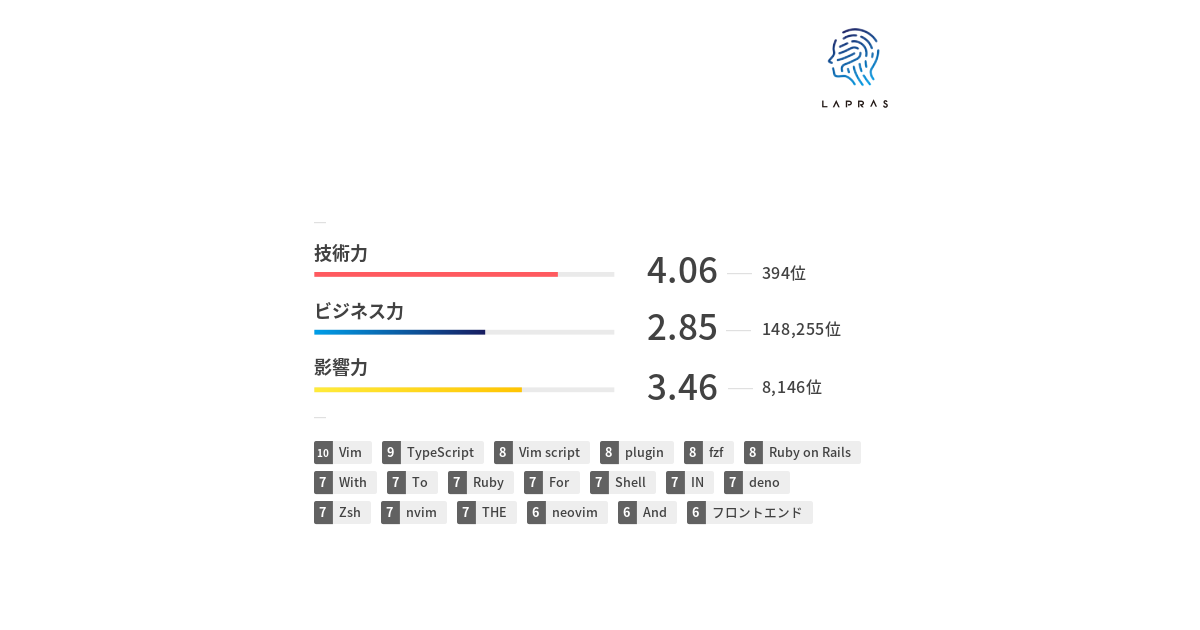 LAPRAS
技術力
4.06 394位
ビジネス力
2.85 148,255位
影響力
3.46 8,146位
10 Vim 9 TypeScript 8 Vim script 8 plugin 8 fzf 8 Ruby on Rails
7 With 7 To 7 Ruby 7 For 7 Shell 7 IN 7 deno
7 Zsh 7 nvim 7 THE 6 neovim 6 And 6 フロントエンド